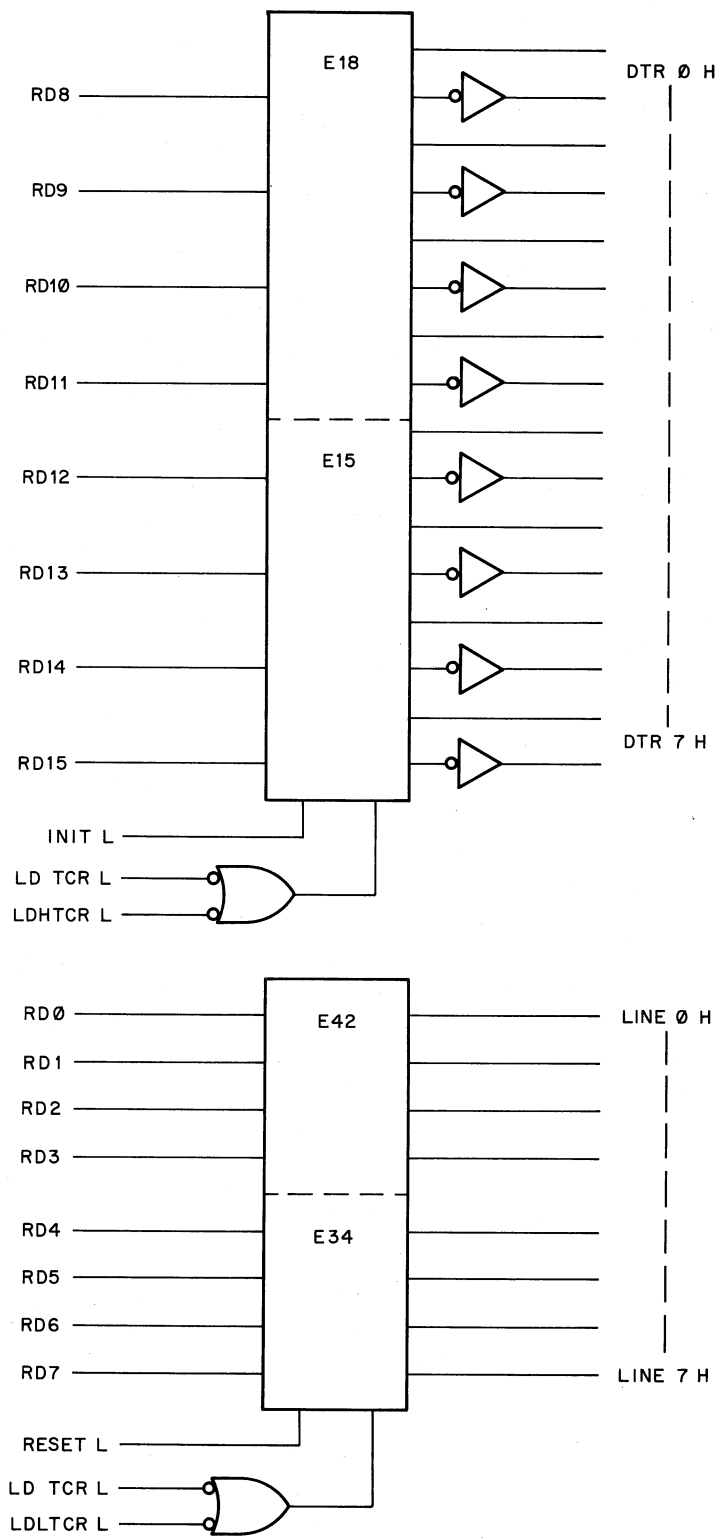 E18
DTR Ø H
RD8
RD9
RD1Ø
RD11
E15
RD12
RD13
RD14
DTR 7 H
RD15
INIT L
LD TCR L
LDHTCR L
RDØ
E42
LINE Ø H
RD1
RD2
RD3
RD4
E34
RD5
RD6
RD7
LINE 7 H
RESET L
LD TCR L
LDLTCR L